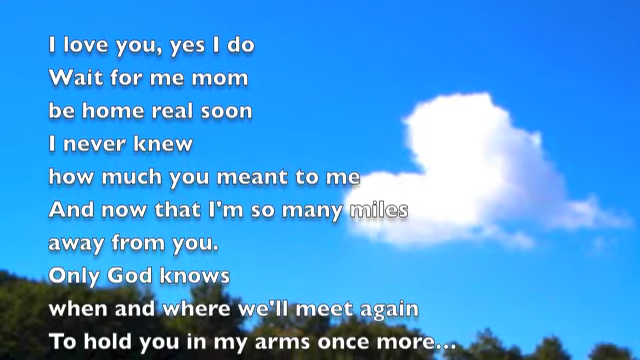 I love you, yes I do
Wait for me mom
be home real soon
I never knew
how much you meant to me
And now that I'm so many miles
away from you.
Only God knows
when and where we'll meet again
To hold you in my arms once more...